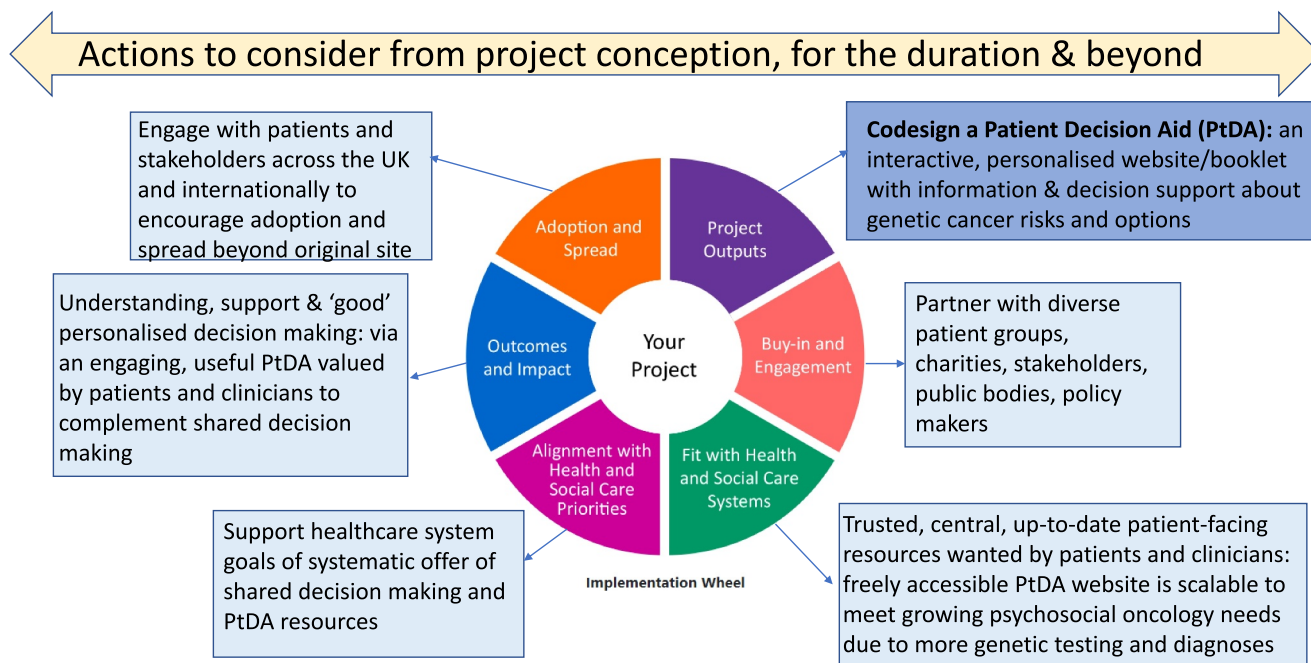 Actions to consider from project conception, for the duration & beyond
Engage with patients and
stakeholders across the UK
and internationally to
encourage adoption and
spread beyond original site
Codesign a Patient Decision Aid (PtDA): an
interactive, personalised website/booklet
with information & decision support about
genetic cancer risks and options
Adoption and
Spread
Project
Outputs
Understanding, support & ‘good’
personalised decision making: via
an engaging, useful PtDA valued
by patients and clinicians to
complement shared decision
making
Outcomes
and Impact
Your
Project
Buy-in and
Engagement
Partner with diverse
patient groups,
charities, stakeholders,
public bodies, policy
makers
Alignment with
Health and
Social Care
Priorities
Fit with Health
and Social Care
Systems
Support healthcare system
goals of systematic offer of
shared decision making and
PtDA resources
Implementation Wheel
Trusted, central, up-to-date patient-facing
resources wanted by patients and clinicians:
freely accessible PtDA website is scalable to
meet growing psychosocial oncology needs
due to more genetic testing and diagnoses